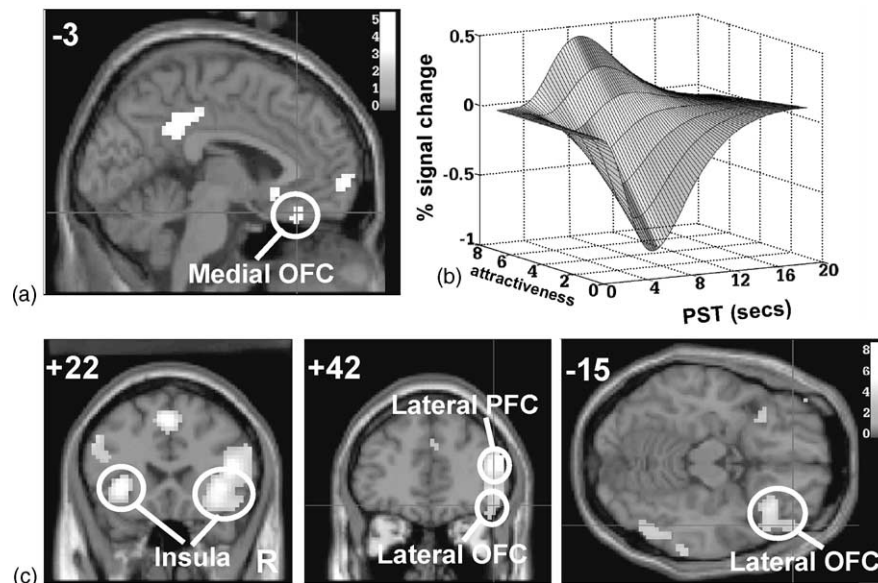 (a)
-3
5
4
3
2
1
0
Medial OFC
(b)
0.5
0
-0.5
-1
% signal change
8
6
4
2
0
attractiveness
0
4
8
12
16
20
PST (secs)
(c)
+22
Insula
R
+42
Lateral PFC
Lateral OFC
-15
8
6
4
2
0
Lateral OFC